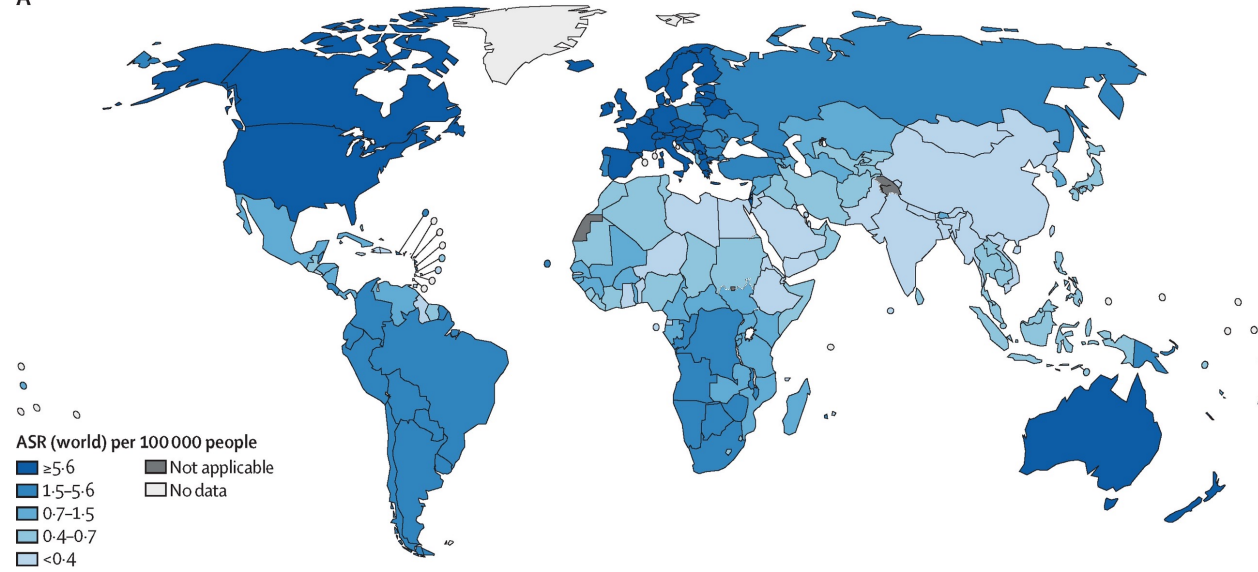 A
ASR (world) per 100 000 people
≥5·6
1·5–5·6
0·7–1·5
0·4–0·7
<0·4
Not applicable
No data